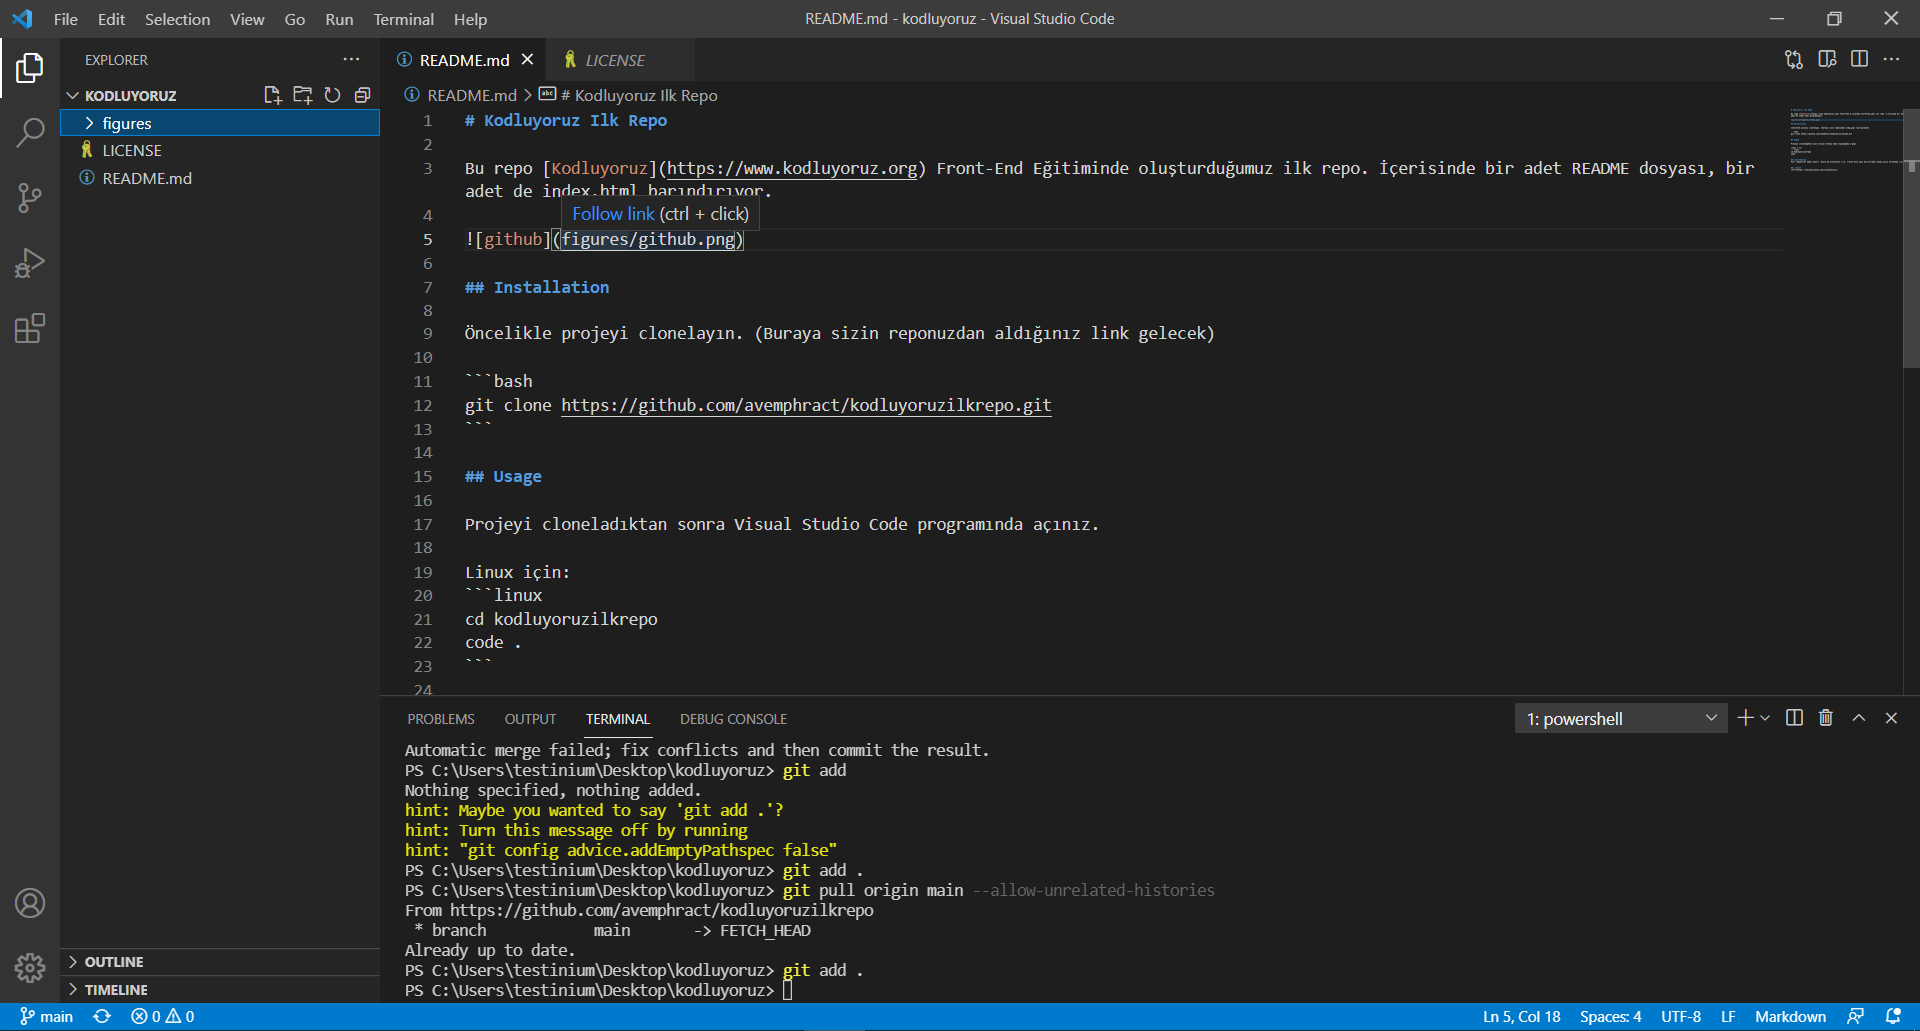 File Edit Selection View Go Run Terminal Help
README.md - kodluyoruz - Visual Studio Code
EXPLORER
KODLUYORUZ
figures
LICENSE
README.md
OUTLINE
TIMELINE
README.md LICENSE
README.md > # Kodluyoruz Ilk Repo
1 # Kodluyoruz Ilk Repo
2
3 Bu repo [Kodluyoruz](https://www.kodluyoruz.org) Front-End Eğitiminde oluşturduğumuz ilk repo. İçerisinde bir adet README dosyası, bir
adet de index.html barındırıyor.
4
Follow link (ctrl + click)
5 ![github](figures/github.png)
6
7 ## Installation
8
9 Öncelikle projeyi clonelayın. (Buraya sizin reponuzdan aldığınız link gelecek)
10
11 ```bash
12 git clone https://github.com/avemphract/kodluyoruzilkrepo.git
13 ```
14
15 ## Usage
16
17 Projeyi cloneladıktan sonra Visual Studio Code programında açınız.
18
19 Linux için:
20 ```linux
21 cd kodluyoruzilkrepo
22 code .
23 ```
24
PROBLEMS OUTPUT TERMINAL DEBUG CONSOLE
1: powershell
Automatic merge failed; fix conflicts and then commit the result.
PS C:\Users\testinium\Desktop\kodluyoruz> git add
Nothing specified, nothing added.
hint: Maybe you wanted to say 'git add .'?
hint: Turn this message off by running
hint: "git config advice.addEmptyPathspec false"
PS C:\Users\testinium\Desktop\kodluyoruz> git add .
PS C:\Users\testinium\Desktop\kodluyoruz> git pull origin main --allow-unrelated-histories
From https://github.com/avemphract/kodluyoruzilkrepo
 * branch            main       -> FETCH_HEAD
Already up to date.
PS C:\Users\testinium\Desktop\kodluyoruz> git add .
PS C:\Users\testinium\Desktop\kodluyoruz>
main 0 0
Ln 5, Col 18 Spaces: 4 UTF-8 LF Markdown